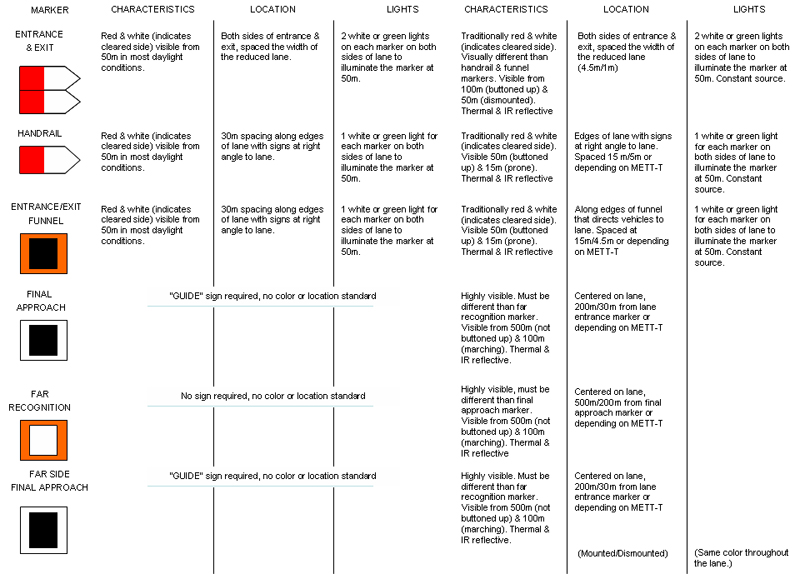 MARKER
CHARACTERISTICS
LOCATION
LIGHTS
CHARACTERISTICS
LOCATION
LIGHTS
ENTRANCE
& EXIT
Red & white (indicates
cleared side) visible from
50m in most daylight
conditions.
Both sides of entrance &
exit, spaced the width of
the reduced lane.
2 white or green lights
on each marker on both
sides of lane to
illuminate the marker at
50m.
Traditionally red & white
(indicates cleared side).
Visually different than
handrail & funnel
markers. Visible from
100m (buttoned up) &
50m (dismounted).
Thermal & IR reflective
Both sides of entrance &
exit, spaced the width of
the reduced lane
(4.5m/1m)
2 white or green lights
on each marker on both
sides of lane to
illuminate the marker at
50m. Constant source.
HANDRAIL
Red & white (indicates
cleared side) visible from
50m in most daylight
conditions.
30m spacing along edges
of lane with signs at right
angle to lane.
1 white or green light for
each marker on both
sides of lane to
illuminate the marker at
50m.
Traditionally red & white
(indicates cleared side).
Visible 50m (buttoned
up) & 15m (prone).
Thermal & IR reflective
Edges of lane with signs
at right angle to lane.
Spaced 15 m/5m or
depending on METT-T
1 white or green light
for each marker on both
sides of lane to
illuminate the marker
at 50m. Constant
source.
ENTRANCE/EXIT
FUNNEL
Red & white (indicates
cleared side) visible from
50m in most daylight
conditions.
30m spacing along edges
of lane with signs at right
angle to lane.
1 white or green light for
each marker on both
sides of lane to
illuminate the marker at
50m.
Traditionally red & white
(indicates cleared side).
Visible 50m (buttoned
up) & 15m (prone).
Thermal & IR reflective
Along edges of funnel
that directs vehicles to
lane. Spaced at
15m/4.5m or depending
on METT-T
1 white or green light
for each marker on both
sides of lane to
illuminate the marker
at 50m. Constant
source.
FINAL
APPROACH
"GUIDE" sign required, no color or location standard
Highly visible. Must be
different than far
recognition marker.
Visible from 500m (not
buttoned up) & 100m
(marching). Thermal &
IR reflective.
Centered on lane,
200m/30m from lane
entrance marker or
depending on METT-T
FAR
RECOGNITION
No sign required, no color or location standard
Highly visible, must be
different than final
approach marker.
Visible from 500m (not
buttoned up) & 100m
(marching). Thermal &
IR reflective
Centered on lane,
500m/200m from final
approach marker or
depending on METT-T
FAR SIDE
FINAL APPROACH
"GUIDE" sign required, no color or location standard
Highly visible. Must be
different than far
recognition marker.
Visible from 500m (not
buttoned up) & 100m
(marching). Thermal &
IR reflective.
Centered on lane,
200m/30m from lane
entrance marker or
depending on METT-T
(Mounted/Dismounted)
(Same color throughout
the lane.)